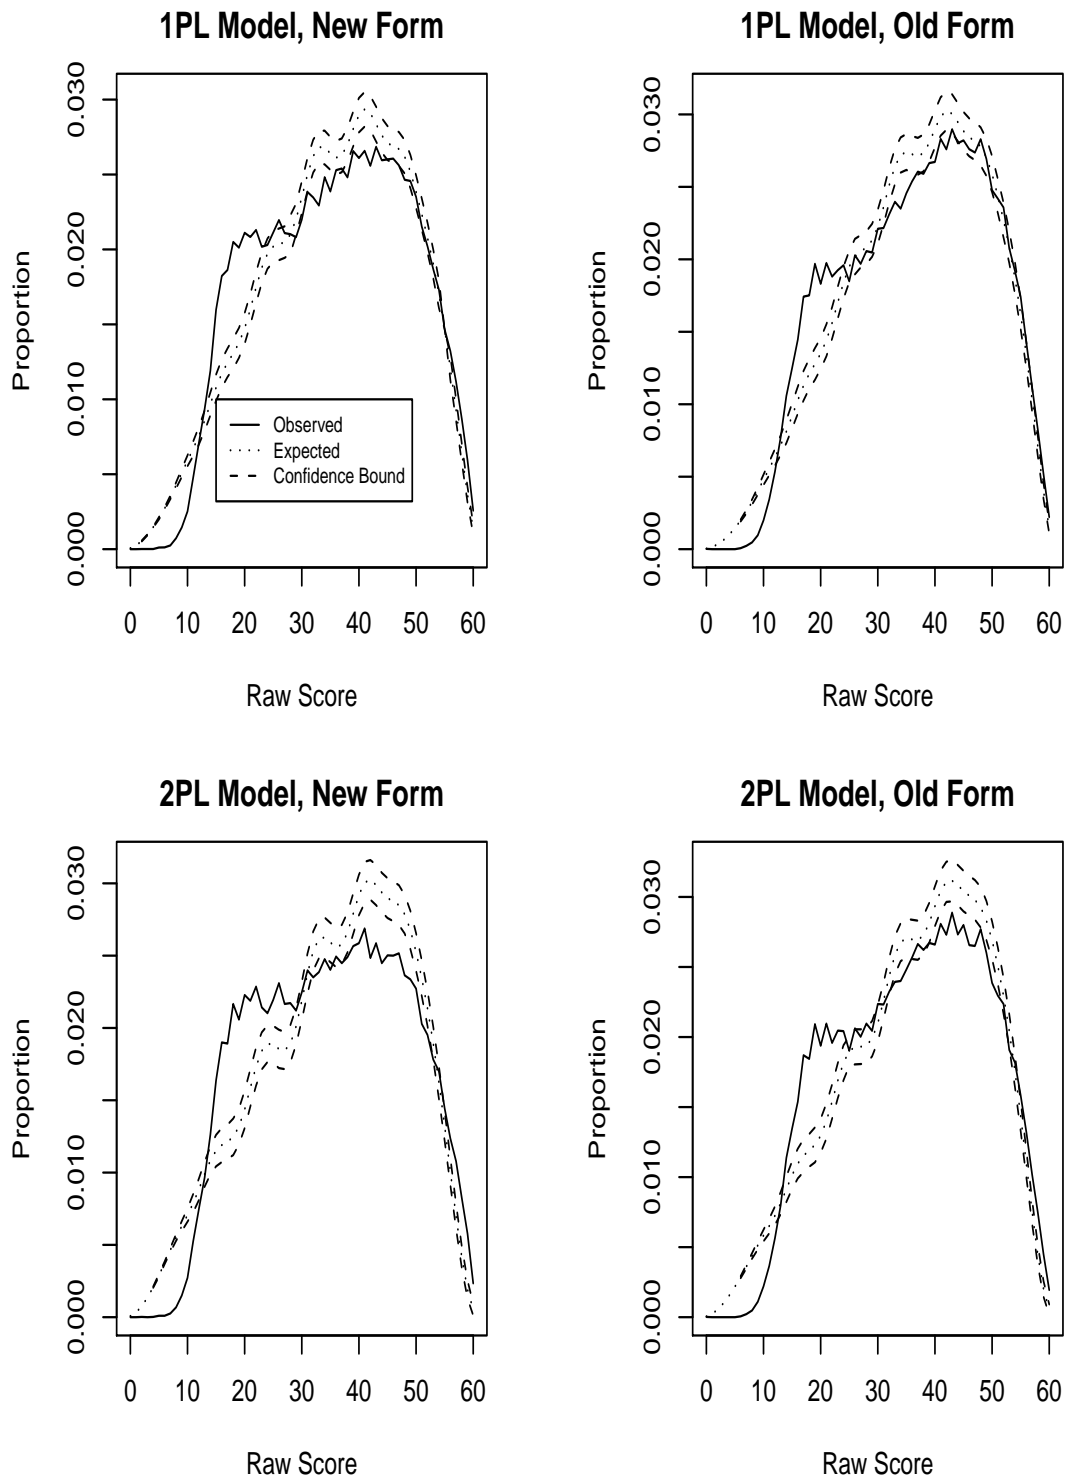 1PL Model, New Form
Proportion
0.000 0.010 0.020 0.030
Observed
Expected
Confidence Bound
0 10 20 30 40 50 60
Raw Score
1PL Model, Old Form
Proportion
0.000 0.010 0.020 0.030
0 10 20 30 40 50 60
Raw Score
2PL Model, New Form
Proportion
0.000 0.010 0.020 0.030
0 10 20 30 40 50 60
Raw Score
2PL Model, Old Form
Proportion
0.000 0.010 0.020 0.030
0 10 20 30 40 50 60
Raw Score